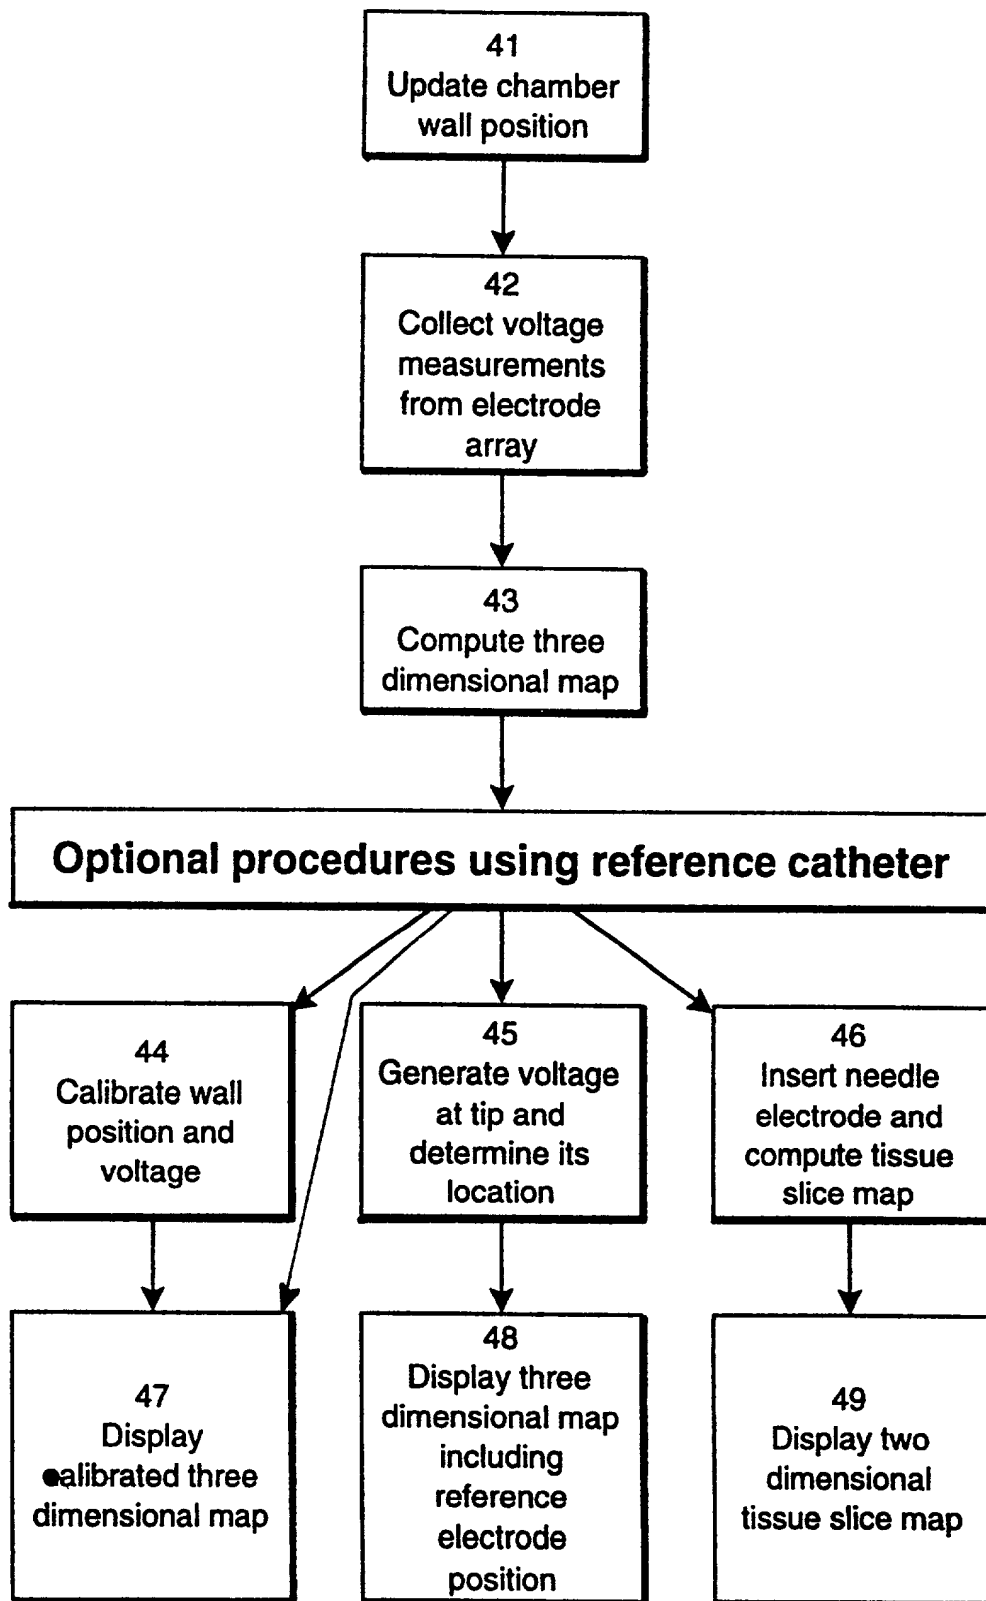 41
Update chamber
wall position
42
Collect voltage
measurements
from electrode
array
43
Compute three
dimensional map
Optional procedures using reference catheter
44
Calibrate wall
position and
voltage
45
Generate voltage
at tip and
determine its
location
46
Insert needle
electrode and
compute tissue
slice map
47
Display
calibrated three
dimensional map
48
Display three
dimensional map
including
reference
electrode
position
49
Display two
dimensional
tissue slice map